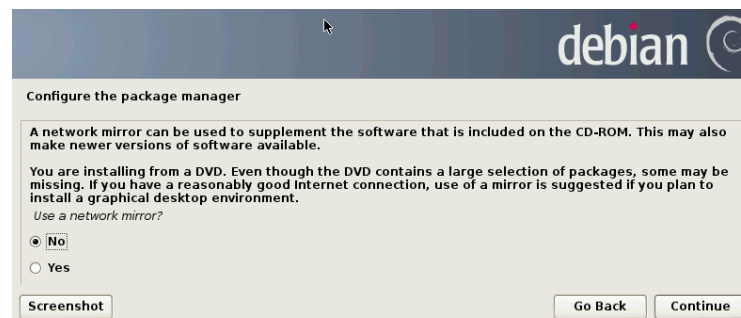 debian
Configure the package manager
A network mirror can be used to supplement the software that is included on the CD-ROM. This may also
make newer versions of software available.
You are installing from a DVD. Even though the DVD contains a large selection of packages, some may be
missing. If you have a reasonably good Internet connection, use of a mirror is suggested if you plan to
install a graphical desktop environment.
Use a network mirror?
No
Yes
Screenshot
Go Back
Continue